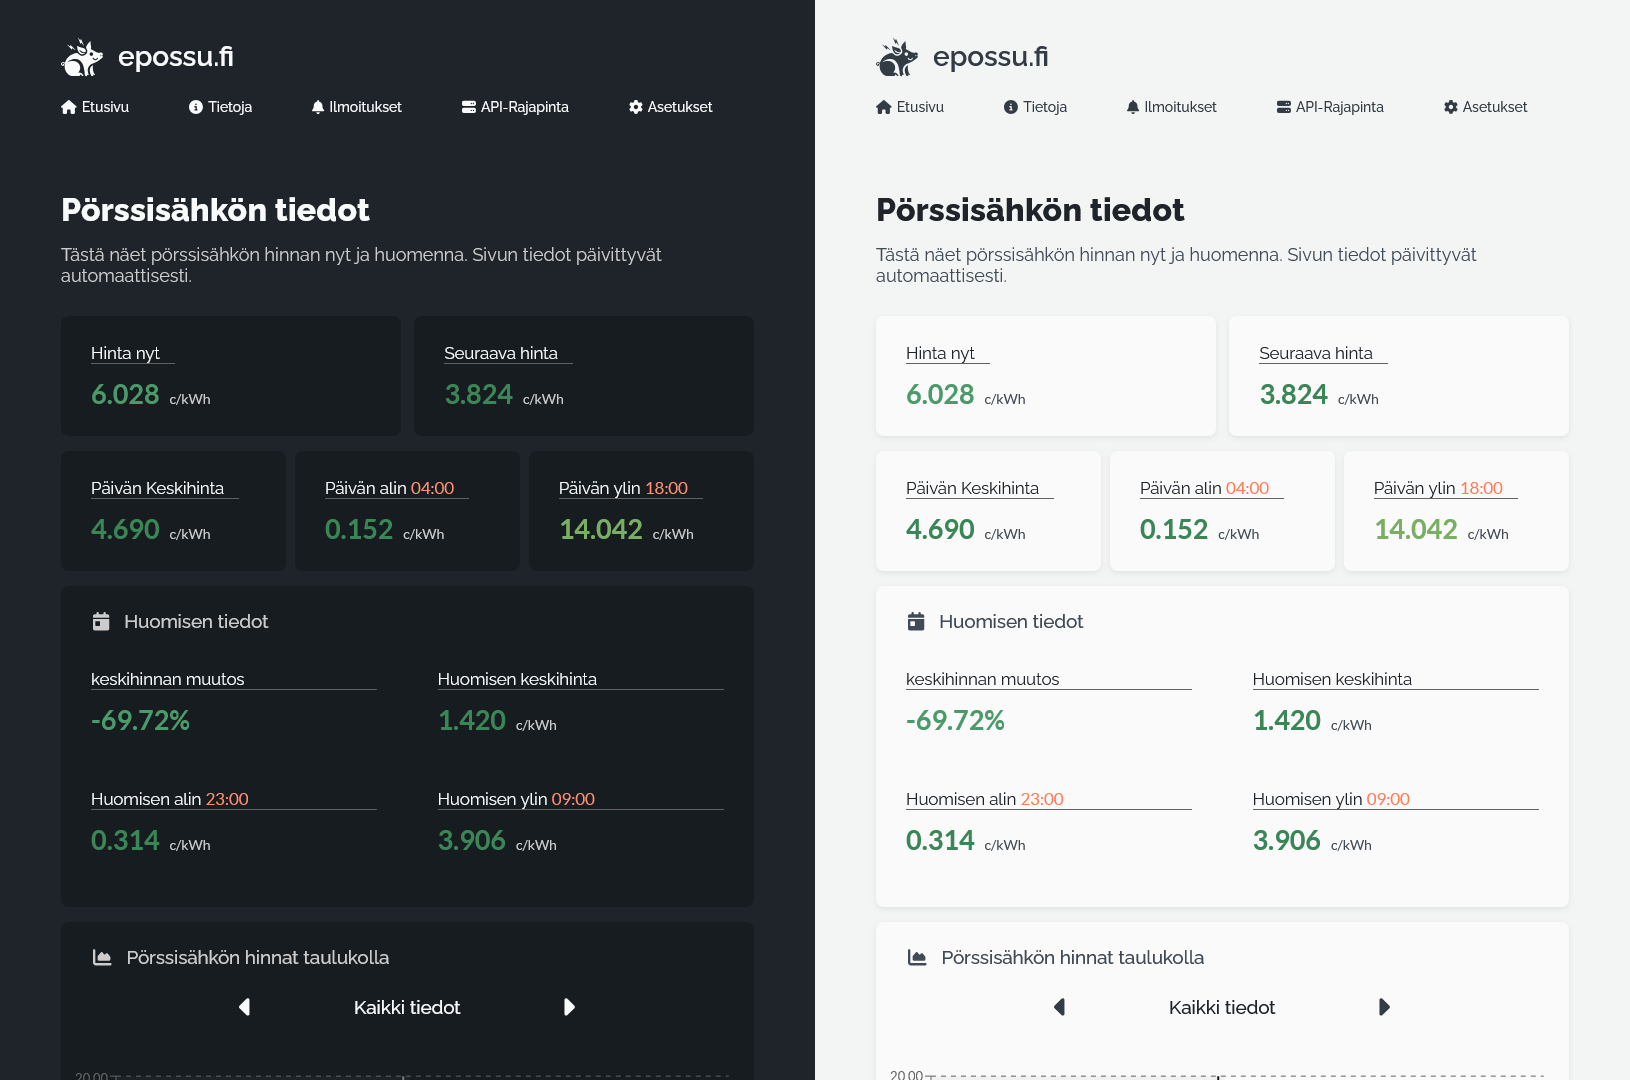 epossu.fi
Etusivu
Tietoja
Ilmoitukset
API-Rajapinta
Asetukset
Pörssisähkön tiedot
Tästä näet pörssisähkön hinnan nyt ja huomenna. Sivun tiedot päivittyvät
automaattisesti.
Hinta nyt
6.028 c/kWh
Seuraava hinta
3.824 c/kWh
Päivän Keskihinta
4.690 c/kWh
Päivän alin 04:00
0.152 c/kWh
Päivän ylin 18:00
14.042 c/kWh
Huomisen tiedot
keskihinnan muutos
-69.72%
Huomisen keskihinta
1.420 c/kWh
Huomisen alin 23:00
0.314 c/kWh
Huomisen ylin 09:00
3.906 c/kWh
Pörssisähkön hinnat taulukolla
Kaikki tiedot
20.00
epossu.fi
Etusivu
Tietoja
Ilmoitukset
API-Rajapinta
Asetukset
Pörssisähkön tiedot
Tästä näet pörssisähkön hinnan nyt ja huomenna. Sivun tiedot päivittyvät
automaattisesti.
Hinta nyt
6.028 c/kWh
Seuraava hinta
3.824 c/kWh
Päivän Keskihinta
4.690 c/kWh
Päivän alin 04:00
0.152 c/kWh
Päivän ylin 18:00
14.042 c/kWh
Huomisen tiedot
keskihinnan muutos
-69.72%
Huomisen keskihinta
1.420 c/kWh
Huomisen alin 23:00
0.314 c/kWh
Huomisen ylin 09:00
3.906 c/kWh
Pörssisähkön hinnat taulukolla
Kaikki tiedot
20.00